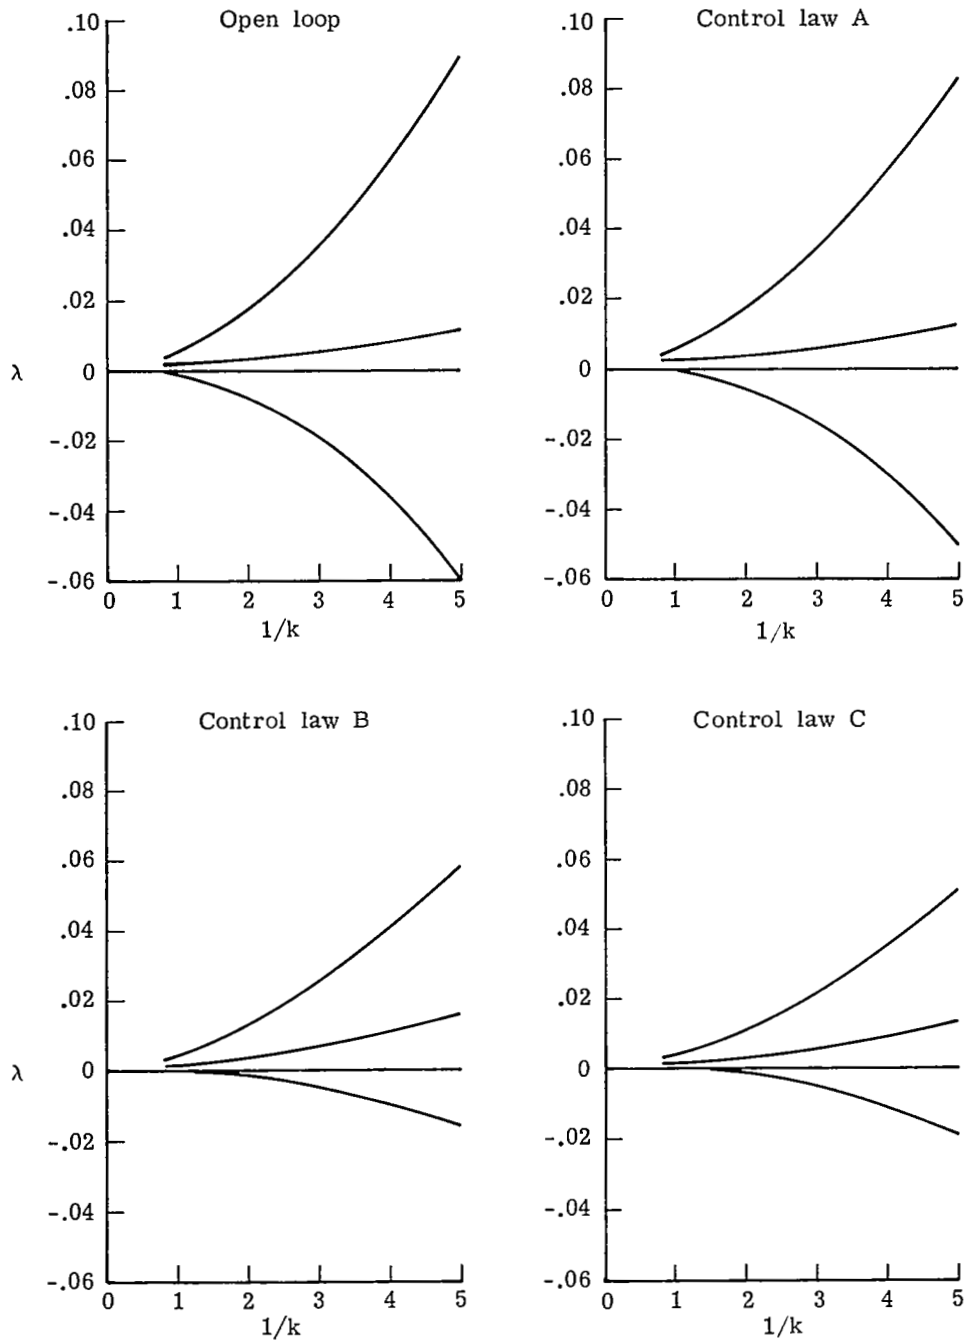 Open loop
.10
.08
.06
.04
.02
0
-.02
-.04
-.06
λ
0 1 2 3 4 5
1/k
Control law A
.10
.08
.06
.04
.02
0
-.02
-.04
-.06
0 1 2 3 4 5
1/k
Control law B
.10
.08
.06
.04
.02
0
-.02
-.04
-.06
λ
0 1 2 3 4 5
1/k
Control law C
.10
.08
.06
.04
.02
0
-.02
-.04
-.06
0 1 2 3 4 5
1/k